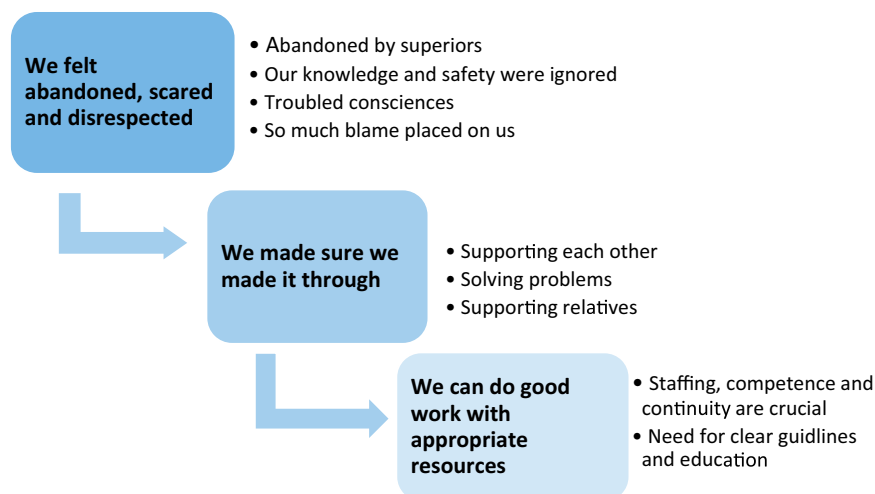 We felt
abandoned, scared
and disrespected
• Abandoned by superiors
• Our knowledge and safety were ignored
• Troubled consciences
• So much blame placed on us
We made sure we
made it through
• Supporting each other
• Solving problems
• Supporting relatives
We can do good
work with
appropriate
resources
• Staffing, competence and
continuity are crucial
• Need for clear guidlines
and education